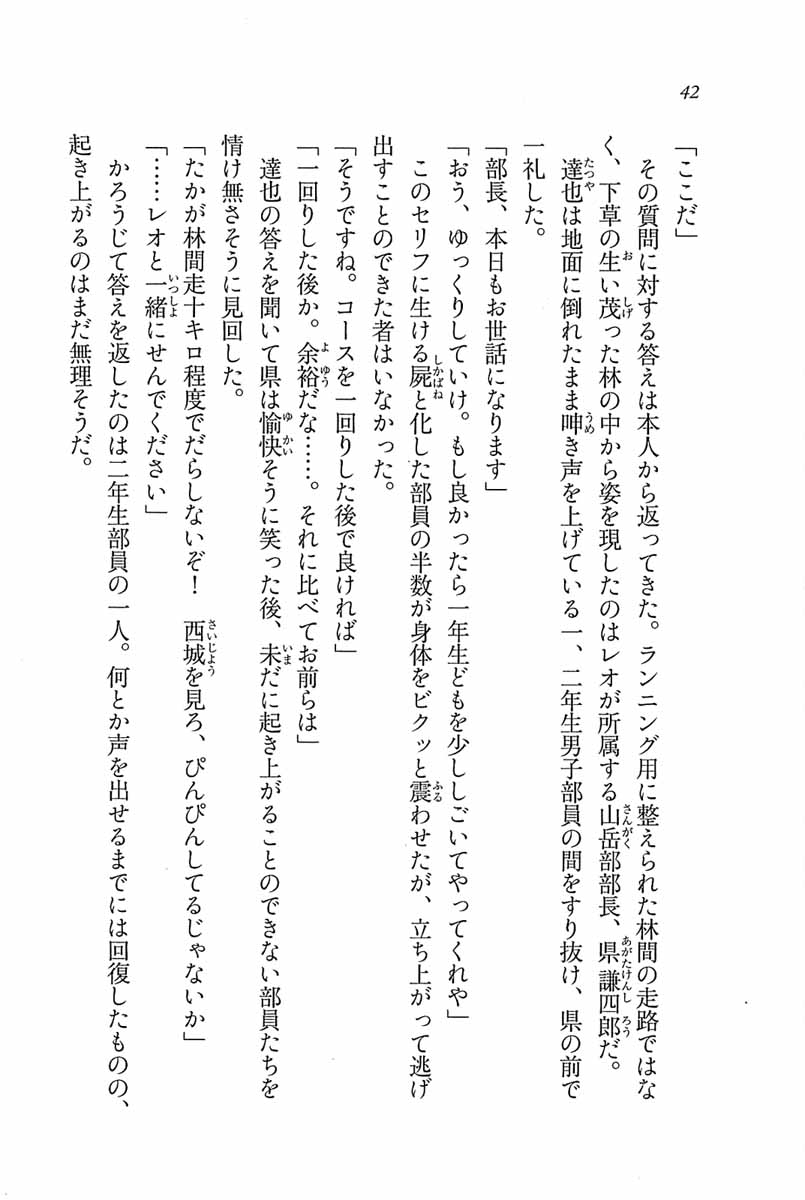 42
「ここだ」
その質問に対する答えは本人から返ってきた。ランニング用に整えられた林間の走路ではな
く、下草の生い茂った林の中から姿を現したのはレオが所属する山岳部部長、県謙四郎だ。
達也は地面に倒れたまま呻き声を上げている一、二年生男子部員の間をすり抜け、県の前で
一礼した。
「部長、本日もお世話になります」
「おう、ゆっくりしていけ。もし良かったら一年生どもを少ししごいてやってくれや」
このセリフに生ける屍と化した部員の半数が身体をビクッと震わせたが、立ち上がって逃げ
出すことのできた者はいなかった。
「そうですね。コースを一回りした後で良ければ」
「一回りした後か。余裕だな……。それに比べてお前らは」
達也の答えを聞いて県は愉快そうに笑った後、未だに起き上がることのできない部員たちを
情け無さそうに見回した。
「たかが林間走十キロ程度でだらしないぞ！　西城を見ろ、ぴんぴんしてるじゃないか」
「……レオと一緒にせんでください」
かろうじて答えを返したのは二年生部員の一人。何とか声を出せるまでには回復したものの、
起き上がるのはまだ無理そうだ。